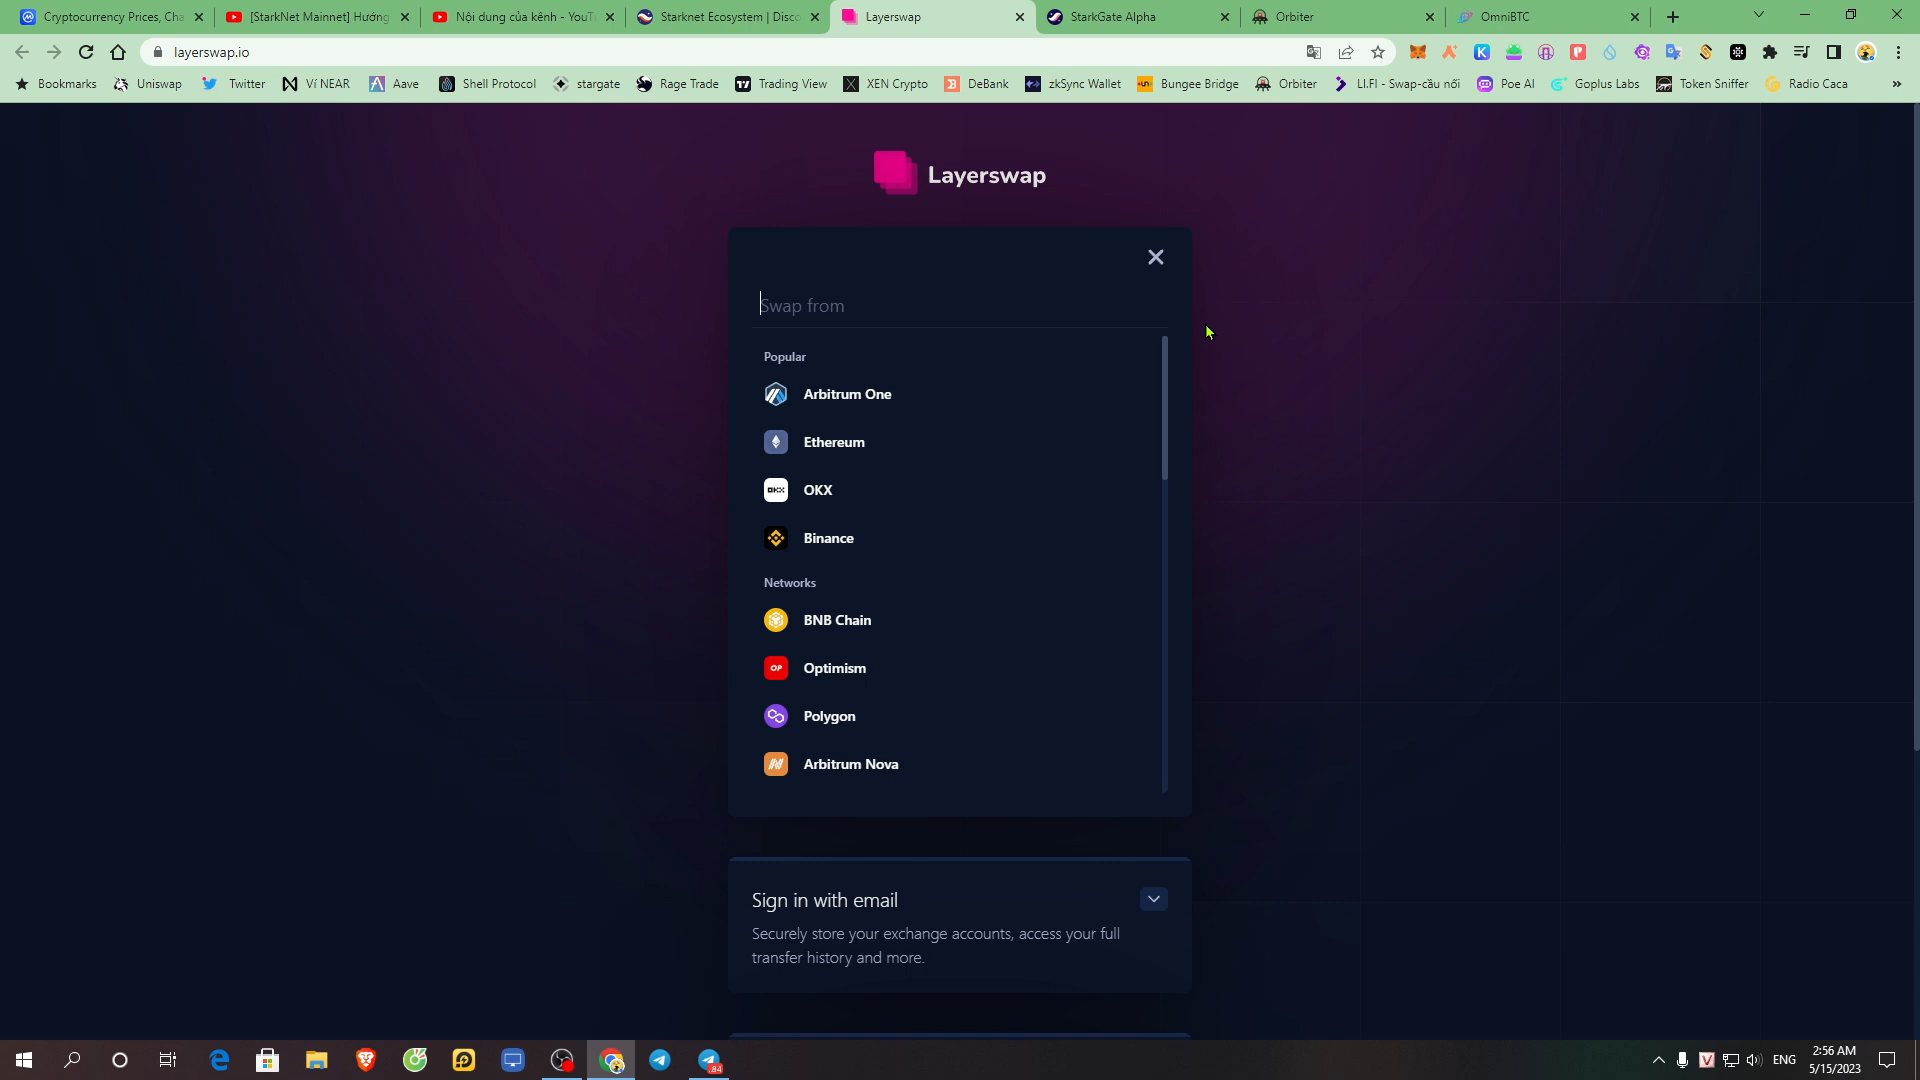 Cryptocurrency Prices, Cha
[StarkNet Mainnet] Hướng
Nội dung của kênh - YouT
Starknet Ecosystem | Disco
Layerswap
StarkGate Alpha
Orbiter
OmniBTC
layerswap.io
Bookmarks
Uniswap
Twitter
Ví NEAR
Aave
Shell Protocol
stargate
Rage Trade
Trading View
XEN Crypto
DeBank
zkSync Wallet
Bungee Bridge
Orbiter
LI.FI - Swap-cầu nối
Poe AI
Goplus Labs
Token Sniffer
Radio Caca
»
Layerswap
Swap from
Popular
Arbitrum One
Ethereum
OKX
OKX
Binance
Networks
BNB Chain
OP
Optimism
Polygon
Arbitrum Nova
Sign in with email
Securely store your exchange accounts, access your full
transfer history and more.
84
ENG
2:56 AM
5/15/2023